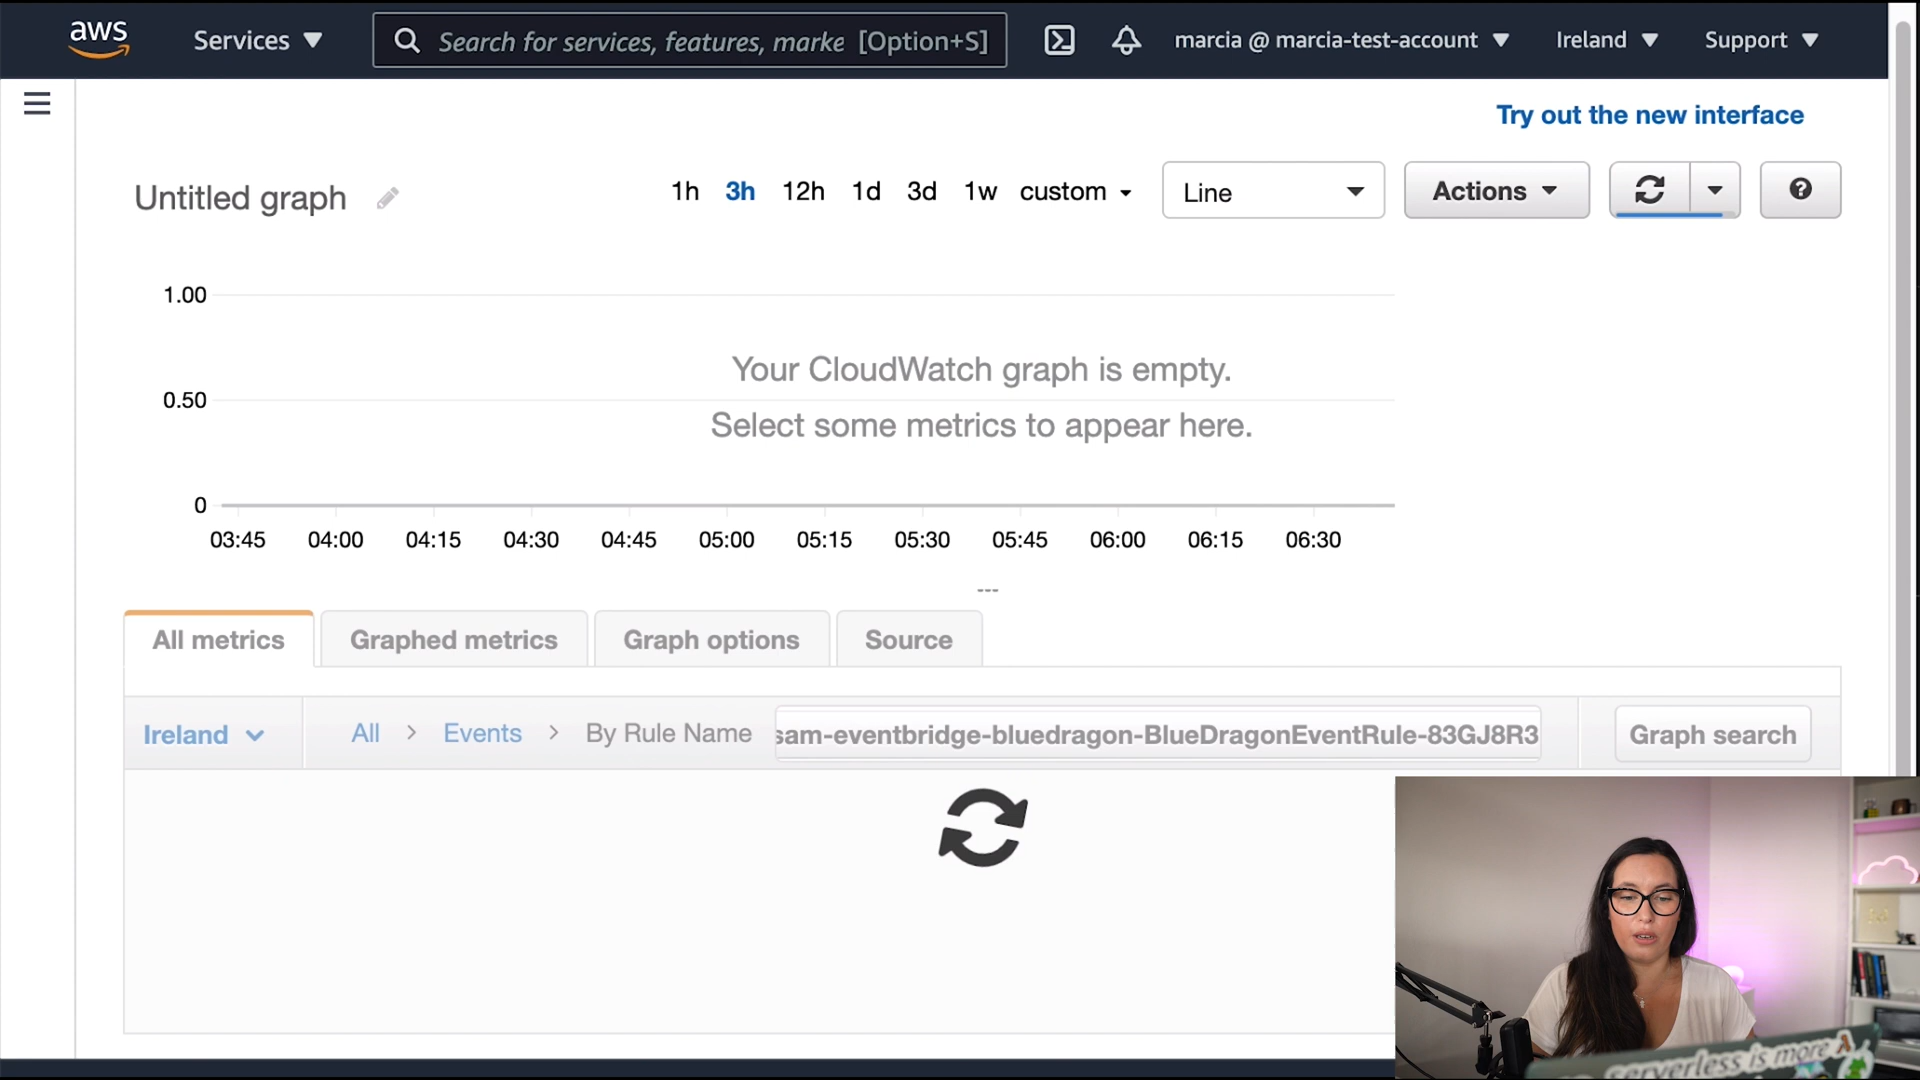 aws
Services ▼
Search for services, features, marke [Option+S]
marcia @ marcia-test-account ▼
Ireland ▼
Support ▼
Try out the new interface
Untitled graph
1h 3h 12h 1d 3d 1w custom
Line
Actions
1.00
0.50
0
Your CloudWatch graph is empty.
Select some metrics to appear here.
03:45 04:00 04:15 04:30 04:45 05:00 05:15 05:30 05:45 06:00 06:15 06:30
All metrics
Graphed metrics
Graph options
Source
Ireland
All > Events > By Rule Name
sam-eventbridge-bluedragon-BlueDragonEventRule-83GJ8R3
Graph search
serverless is more